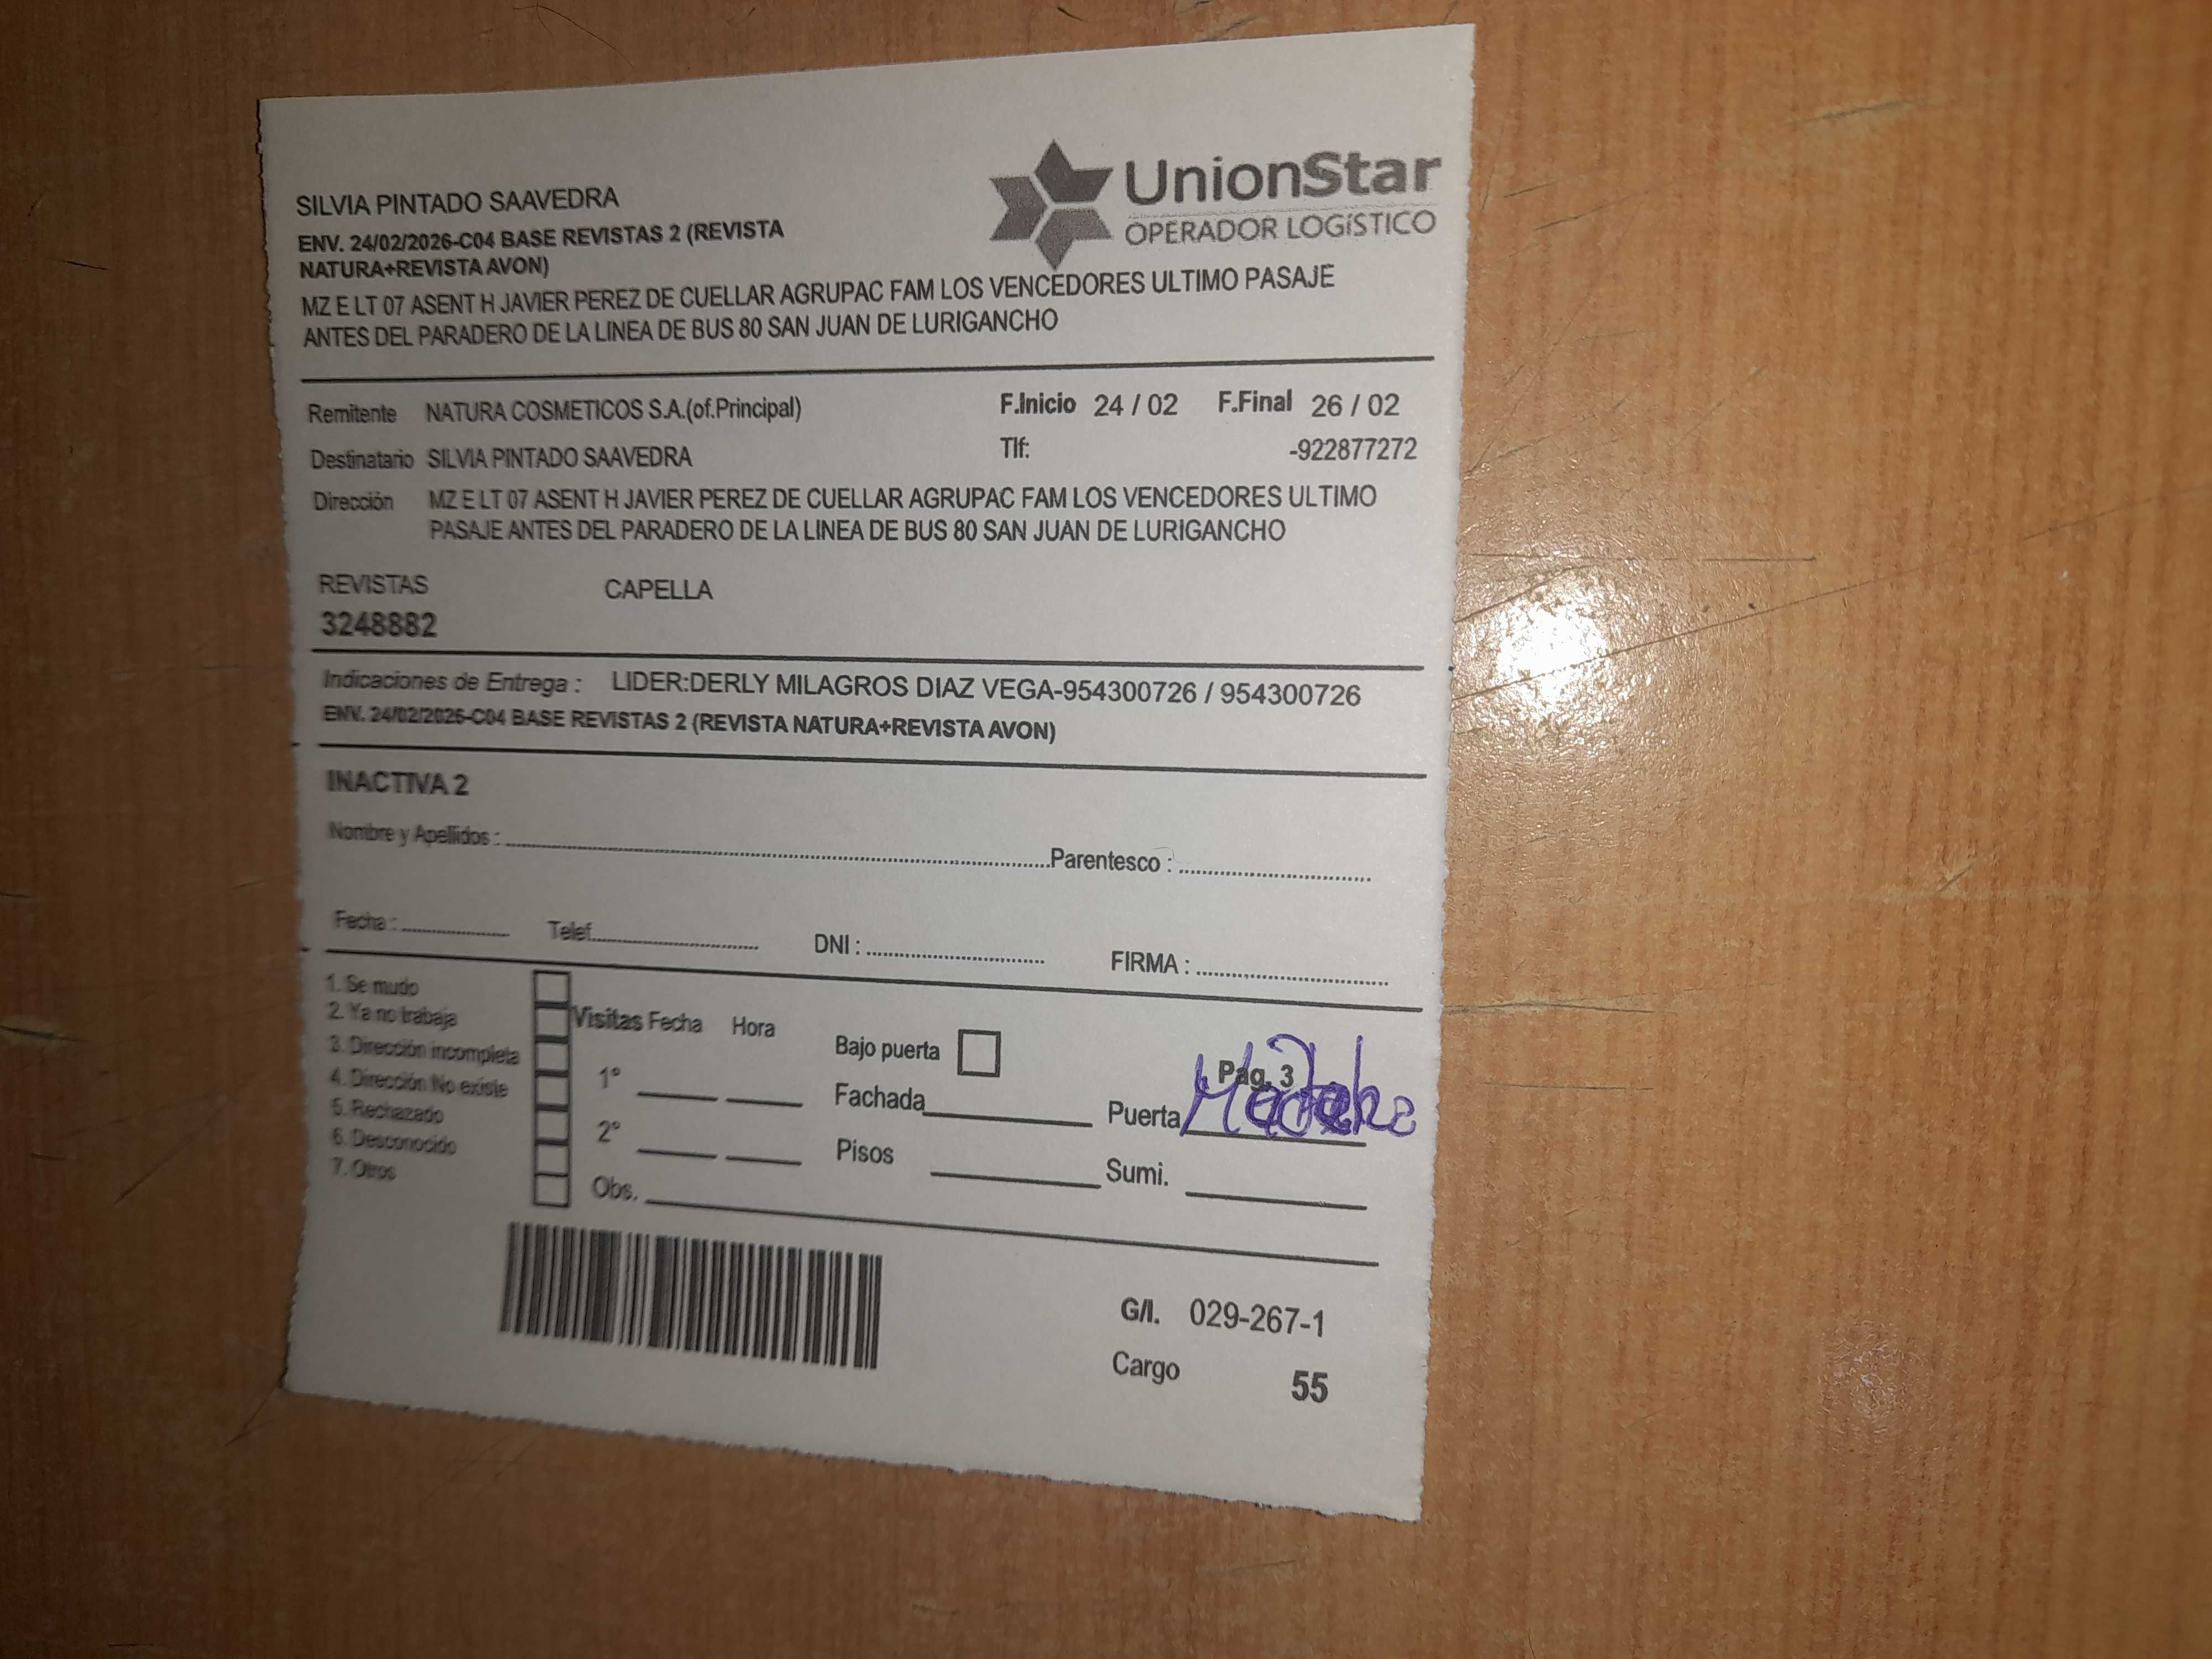 UnionStar
OPERADOR LOGíSTICO
SILVIA PINTADO SAAVEDRA
ENV. 24/02/2026-C04 BASE REVISTAS 2 (REVISTA
NATURA+REVISTA AVON)
MZ E LT 07 ASENT H JAVIER PEREZ DE CUELLAR AGRUPAC FAM LOS VENCEDORES ULTIMO PASAJE
ANTES DEL PARADERO DE LA LINEA DE BUS 80 SAN JUAN DE LURIGANCHO
Remitente NATURA COSMETICOS S.A.(of.Principal) F.Inicio 24 / 02 F.Final 26 / 02
Destinatario SILVIA PINTADO SAAVEDRA Tlf: -922877272
Dirección MZ E LT 07 ASENT H JAVIER PEREZ DE CUELLAR AGRUPAC FAM LOS VENCEDORES ULTIMO
PASAJE ANTES DEL PARADERO DE LA LINEA DE BUS 80 SAN JUAN DE LURIGANCHO
REVISTAS CAPELLA
3248882
Indicaciones de Entrega : LIDER:DERLY MILAGROS DIAZ VEGA-954300726 / 954300726
ENV. 24/02/2026-C04 BASE REVISTAS 2 (REVISTA NATURA+REVISTA AVON)
INACTIVA 2
Nombre y Apellidos : Parentesco :
Fecha : Telef. DNI : FIRMA :
1. Se mudo
2. Ya no trabaja
3. Dirección incompleta
4. Dirección No existe
5. Rechazado
6. Desconocido
7. Otros
Visitas Fecha Hora
1°
2°
Obs.
Bajo puerta
Pag. 3
Fachada Puerta
Pisos Sumi.
G/I. 029-267-1
Cargo 55